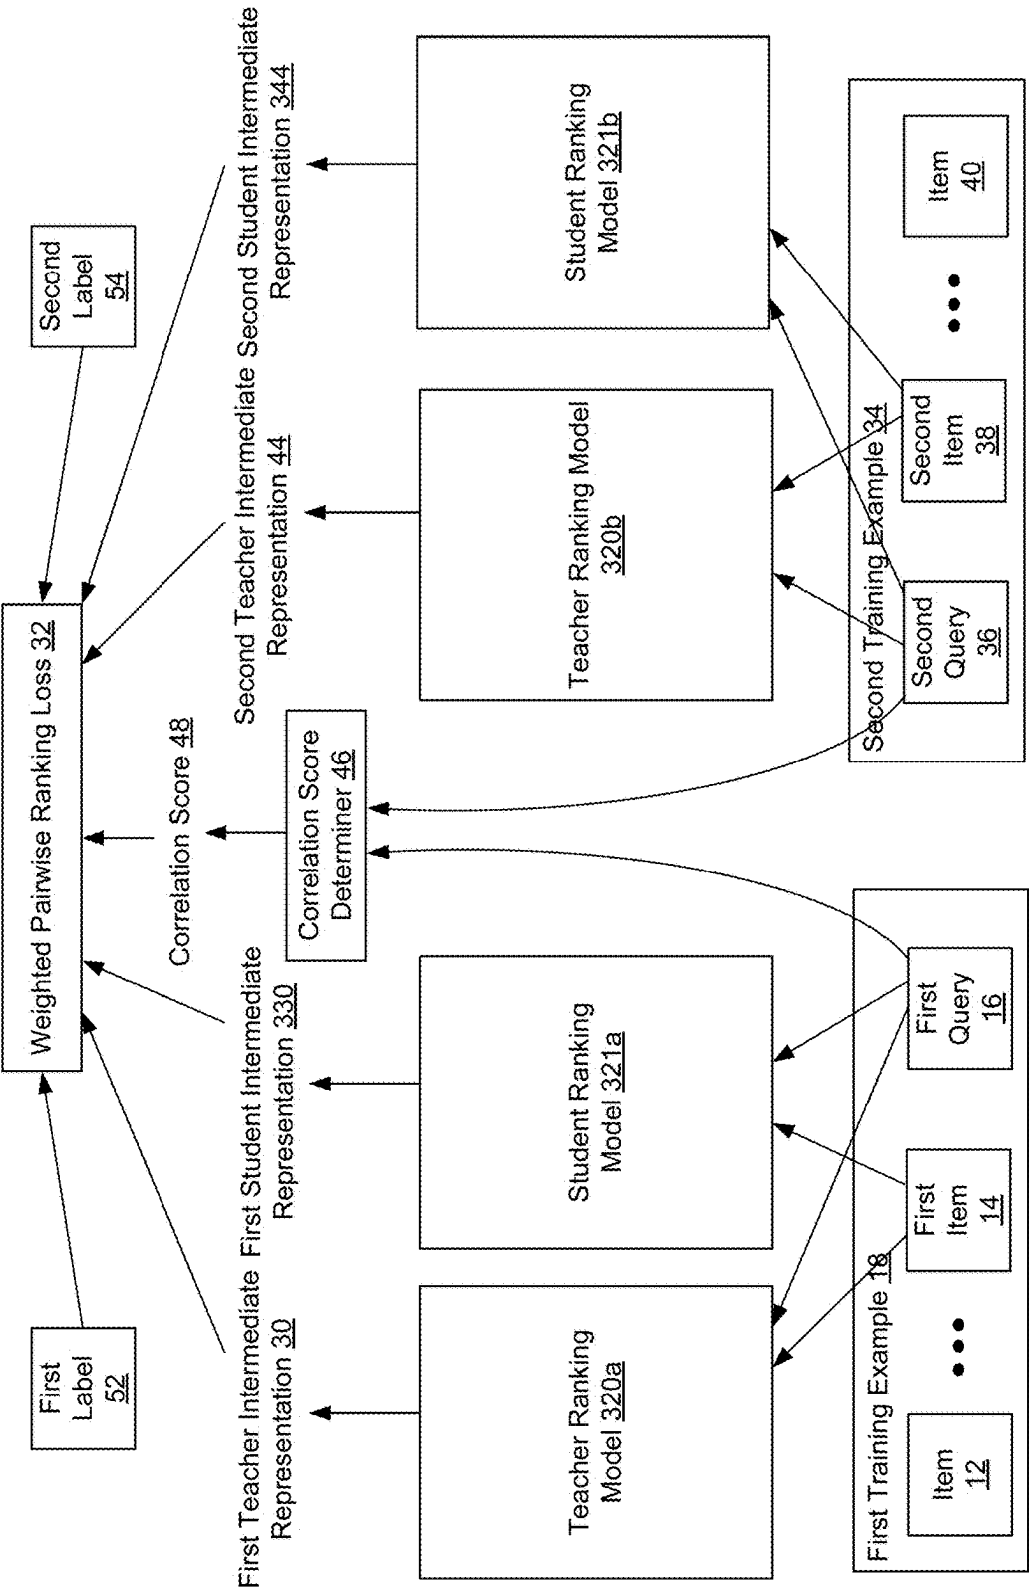 First
Label
52
Weighted Pairwise Ranking Loss 32
Second
Label
54
First Teacher Intermediate
Representation 30
First Student Intermediate
Representation 330
Correlation Score 48
Second Teacher Intermediate
Representation 44
Second Student Intermediate
Representation 344
Correlation Score
Determiner 46
Teacher Ranking
Model 320a
Student Ranking
Model 321a
Teacher Ranking Model
320b
Student Ranking
Model 321b
First Training Example 18
Item
12
First
Item
14
First
Query
16
Second Training Example 34
Second
Query
36
Second
Item
38
Item
40